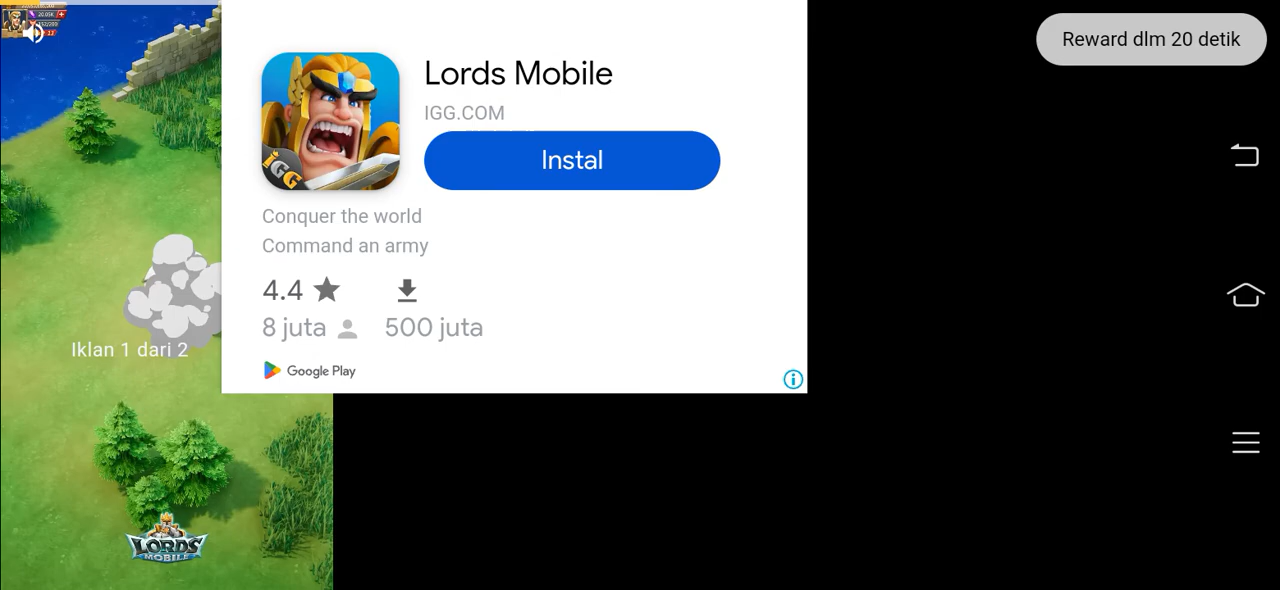 Reward dlm 20 detik
Lords Mobile
IGG.COM
Instal
IGG
Conquer the world
Command an army
4.4
8 juta
500 juta
Google Play
Iklan 1 dari 2
LORDS
MOBILE